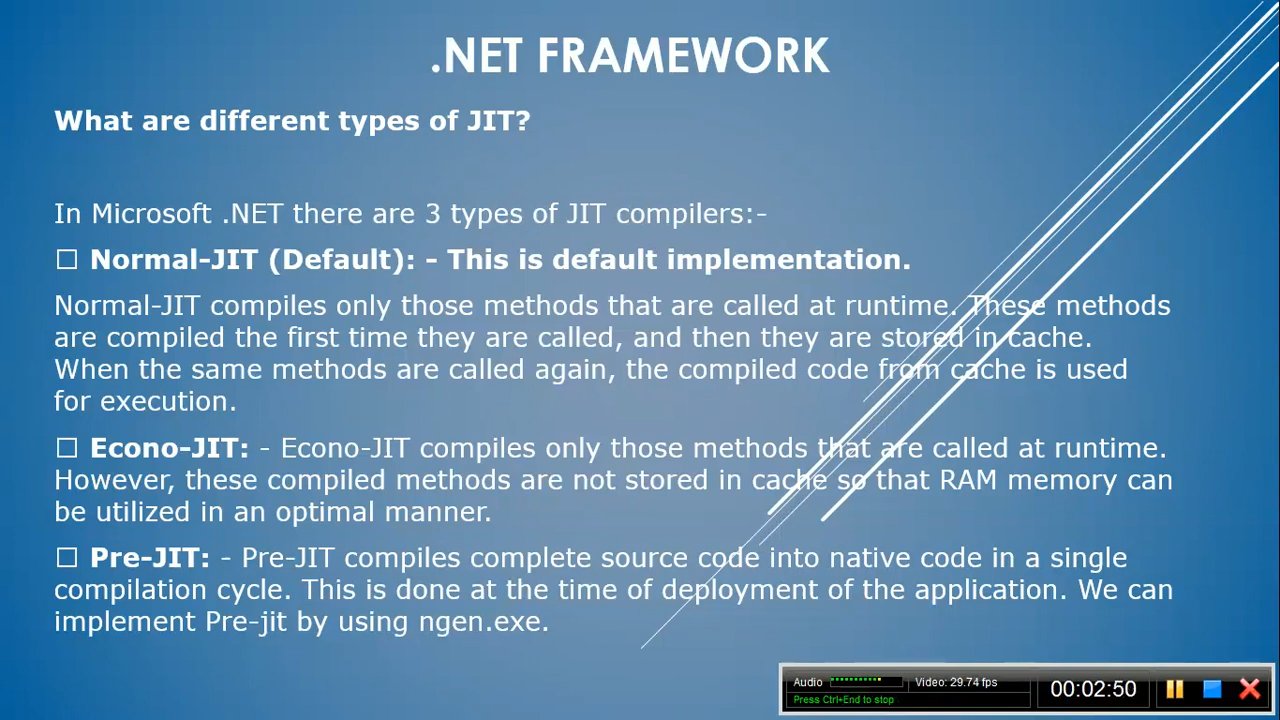 .NET FRAMEWORK
What are different types of JIT?
In Microsoft .NET there are 3 types of JIT compilers:-
☐ Normal-JIT (Default): - This is default implementation.
Normal-JIT compiles only those methods that are called at runtime. These methods
are compiled the first time they are called, and then they are stored in cache.
When the same methods are called again, the compiled code from cache is used
for execution.
☐ Econo-JIT: - Econo-JIT compiles only those methods that are called at runtime.
However, these compiled methods are not stored in cache so that RAM memory can
be utilized in an optimal manner.
☐ Pre-JIT: - Pre-JIT compiles complete source code into native code in a single
compilation cycle. This is done at the time of deployment of the application. We can
implement Pre-jit by using ngen.exe.
Audio Video: 29.74 fps
Press Ctrl+End to stop
00:02:50